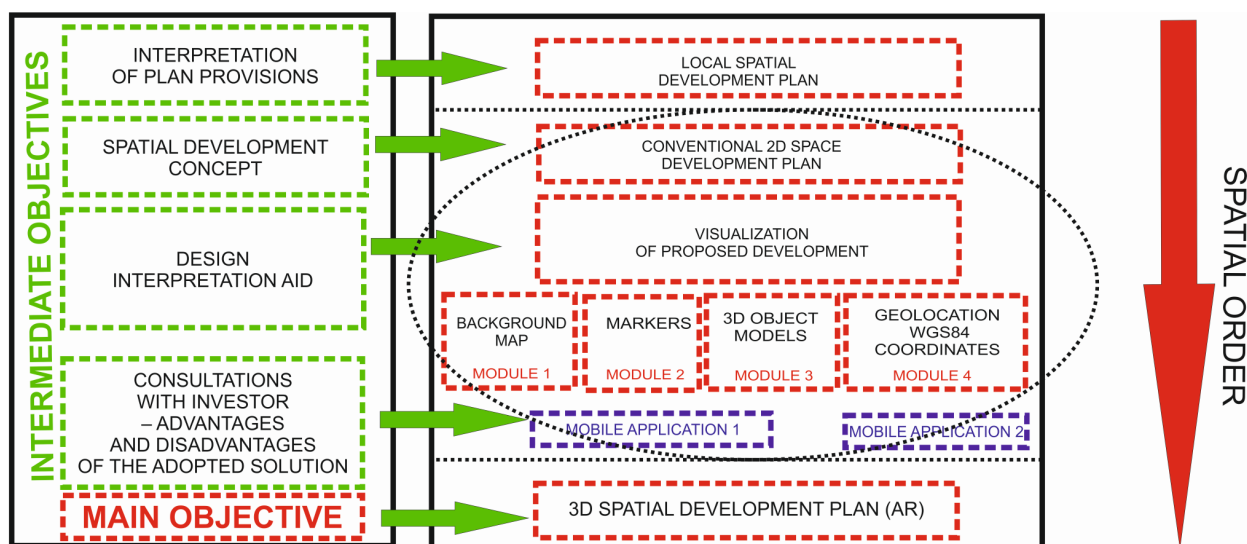 INTERMEDIATE OBJECTIVES
INTERPRETATION
OF PLAN PROVISIONS
SPATIAL DEVELOPMENT
CONCEPT
DESIGN
INTERPRETATION AID
CONSULTATIONS
WITH INVESTOR
– ADVANTAGES
AND DISADVANTAGES
OF THE ADOPTED SOLUTION
MAIN OBJECTIVE
LOCAL SPATIAL
DEVELOPMENT PLAN
CONVENTIONAL 2D SPACE
DEVELOPMENT PLAN
VISUALIZATION
OF PROPOSED DEVELOPMENT
BACKGROUND
MAP
MODULE 1
MARKERS
MODULE 2
3D OBJECT
MODELS
MODULE 3
GEOLOCATION
WGS84
COORDINATES
MODULE 4
MOBILE APPLICATION 1
MOBILE APPLICATION 2
3D SPATIAL DEVELOPMENT PLAN (AR)
SPATIAL ORDER